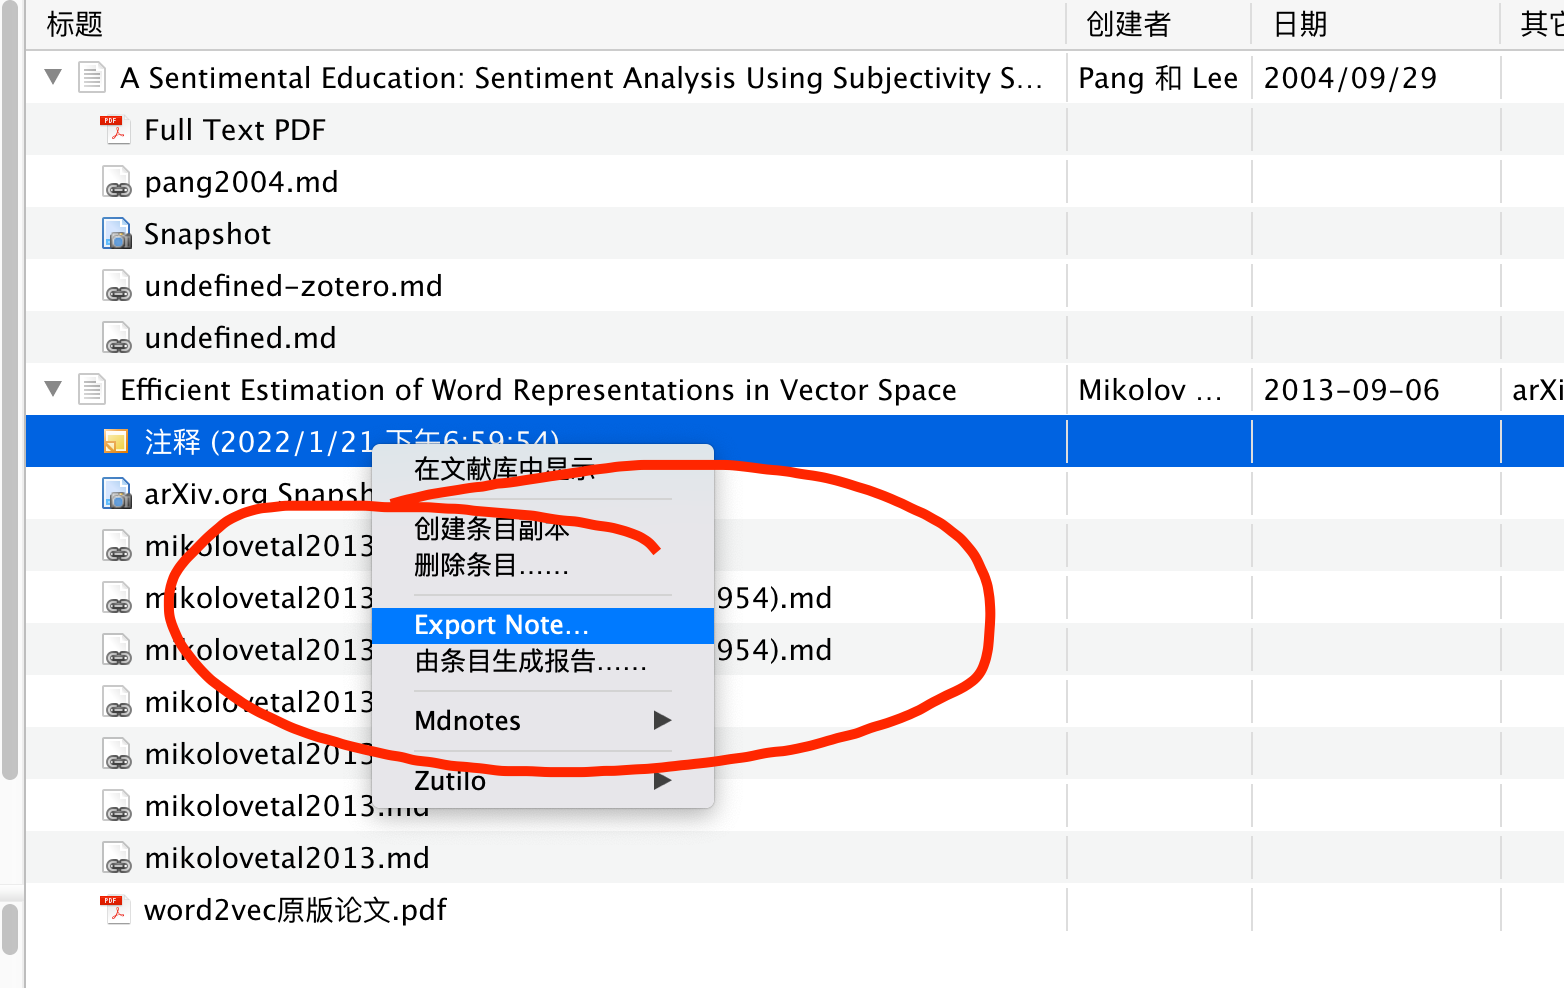 标题 创建者 日期 其它
A Sentimental Education: Sentiment Analysis Using Subjectivity S... Pang 和 Lee 2004/09/29
Full Text PDF
pang2004.md
Snapshot
undefined-zotero.md
undefined.md
Efficient Estimation of Word Representations in Vector Space Mikolov ... 2013-09-06 arXi
注释 (2022/1/21 下午6:59:54)
在文献库中显示
arXiv.org Snapsh
创建条目副本
mikolovetal2013
删除条目……
mikolovetal2013 954).md
Export Note...
mikolovetal2013 954).md
由条目生成报告……
mikolovetal2013
Mdnotes
mikolovetal2013
Zutilo
mikolovetal2013.md
mikolovetal2013.md
word2vec原版论文.pdf